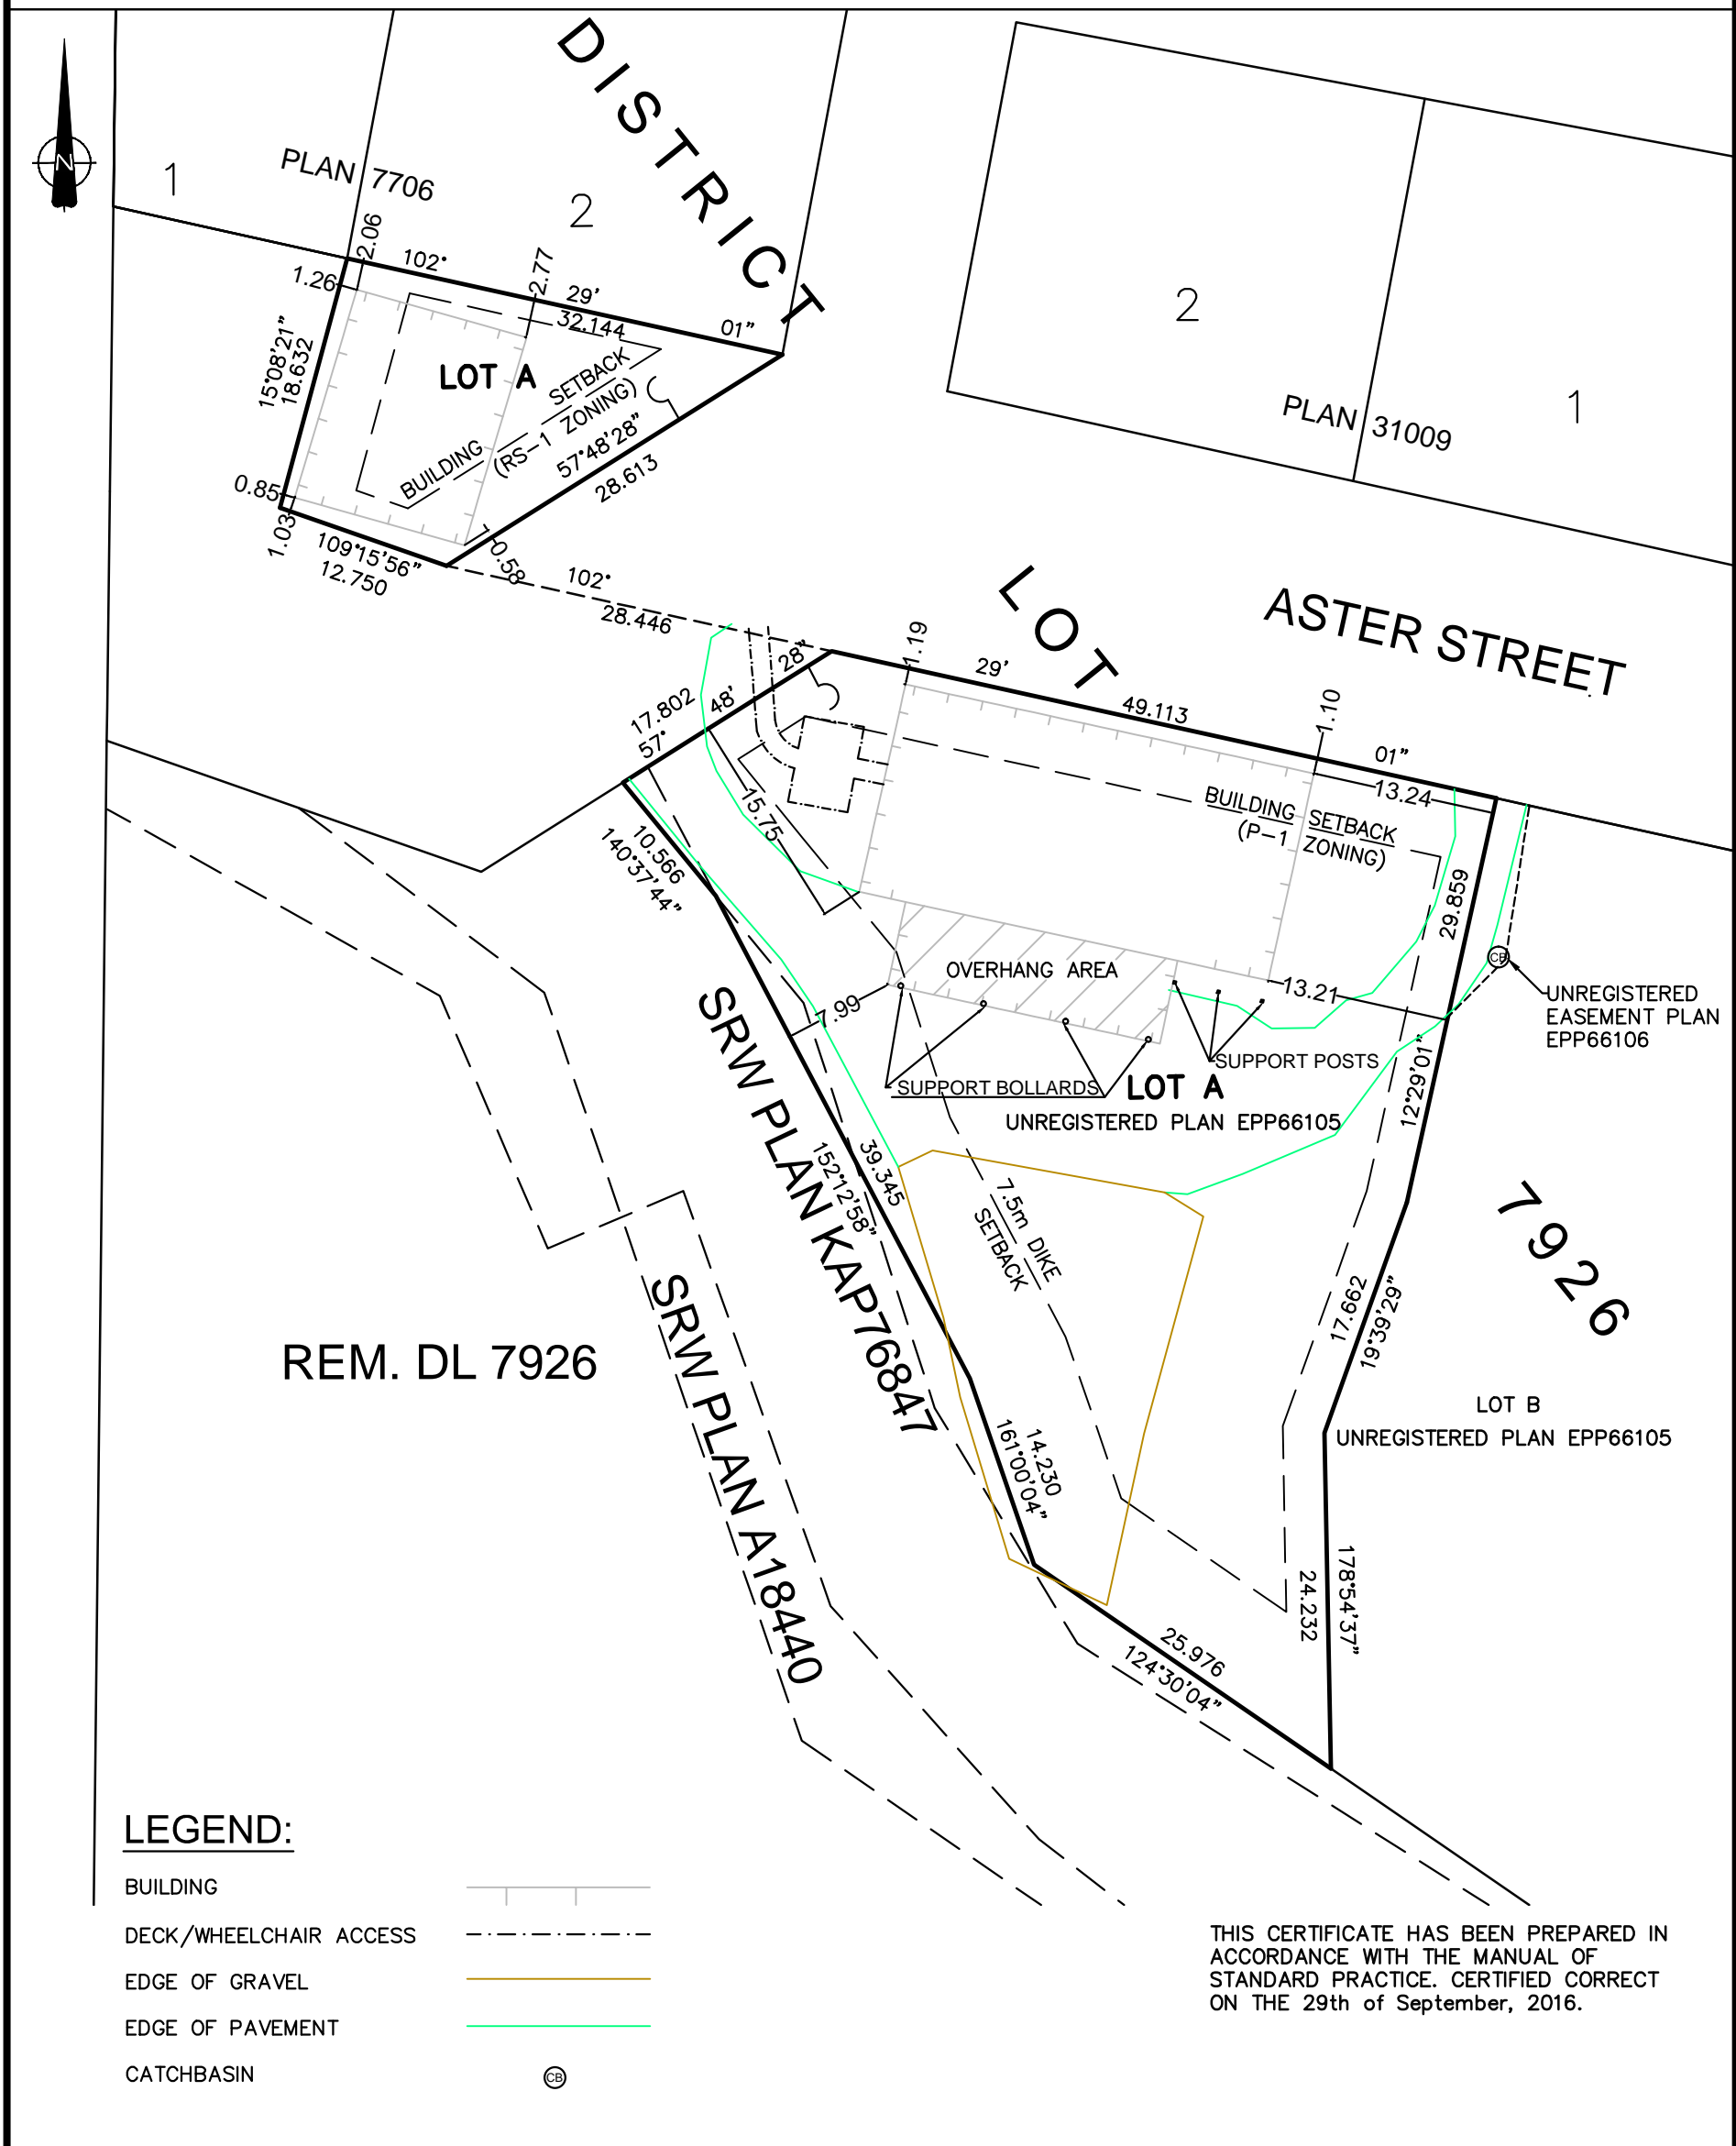 DISTRICT
N
1
PLAN 7706
2
2.06
102°
2.77
1.26
29'
32.144
01"
2
15°08'21"
18.632
LOT A
SETBACK
BUILDING
(RS-1 ZONING)
57°48'28"
28.613
PLAN 31009
1
0.85
1.03
109°15'56"
12.750
0.58
102°
28.446
LOT
ASTER STREET
1.19
28"
29'
17.802
48'
57°
49.113
1.10
01"
13.24
15.75
BUILDING SETBACK
(P-1 ZONING)
10.566
140°37'44"
29.859
CB
OVERHANG AREA
13.21
7.99
UNREGISTERED
EASEMENT PLAN
EPP66106
SUPPORT POSTS
SUPPORT BOLLARDS
LOT A
UNREGISTERED PLAN EPP66105
12°29'01"
SRW PLAN KAP76847
39.345
152°12'58"
7.5m DIKE
SETBACK
7926
17.662
19°39'29"
REM. DL 7926
SRW PLAN A18440
LOT B
UNREGISTERED PLAN EPP66105
14.230
161°00'04"
178°54'37"
24.232
25.976
124°30'04"
LEGEND:
BUILDING
DECK/WHEELCHAIR ACCESS
EDGE OF GRAVEL
EDGE OF PAVEMENT
CATCHBASIN
CB
THIS CERTIFICATE HAS BEEN PREPARED IN
ACCORDANCE WITH THE MANUAL OF
STANDARD PRACTICE. CERTIFIED CORRECT
ON THE 29th of September, 2016.